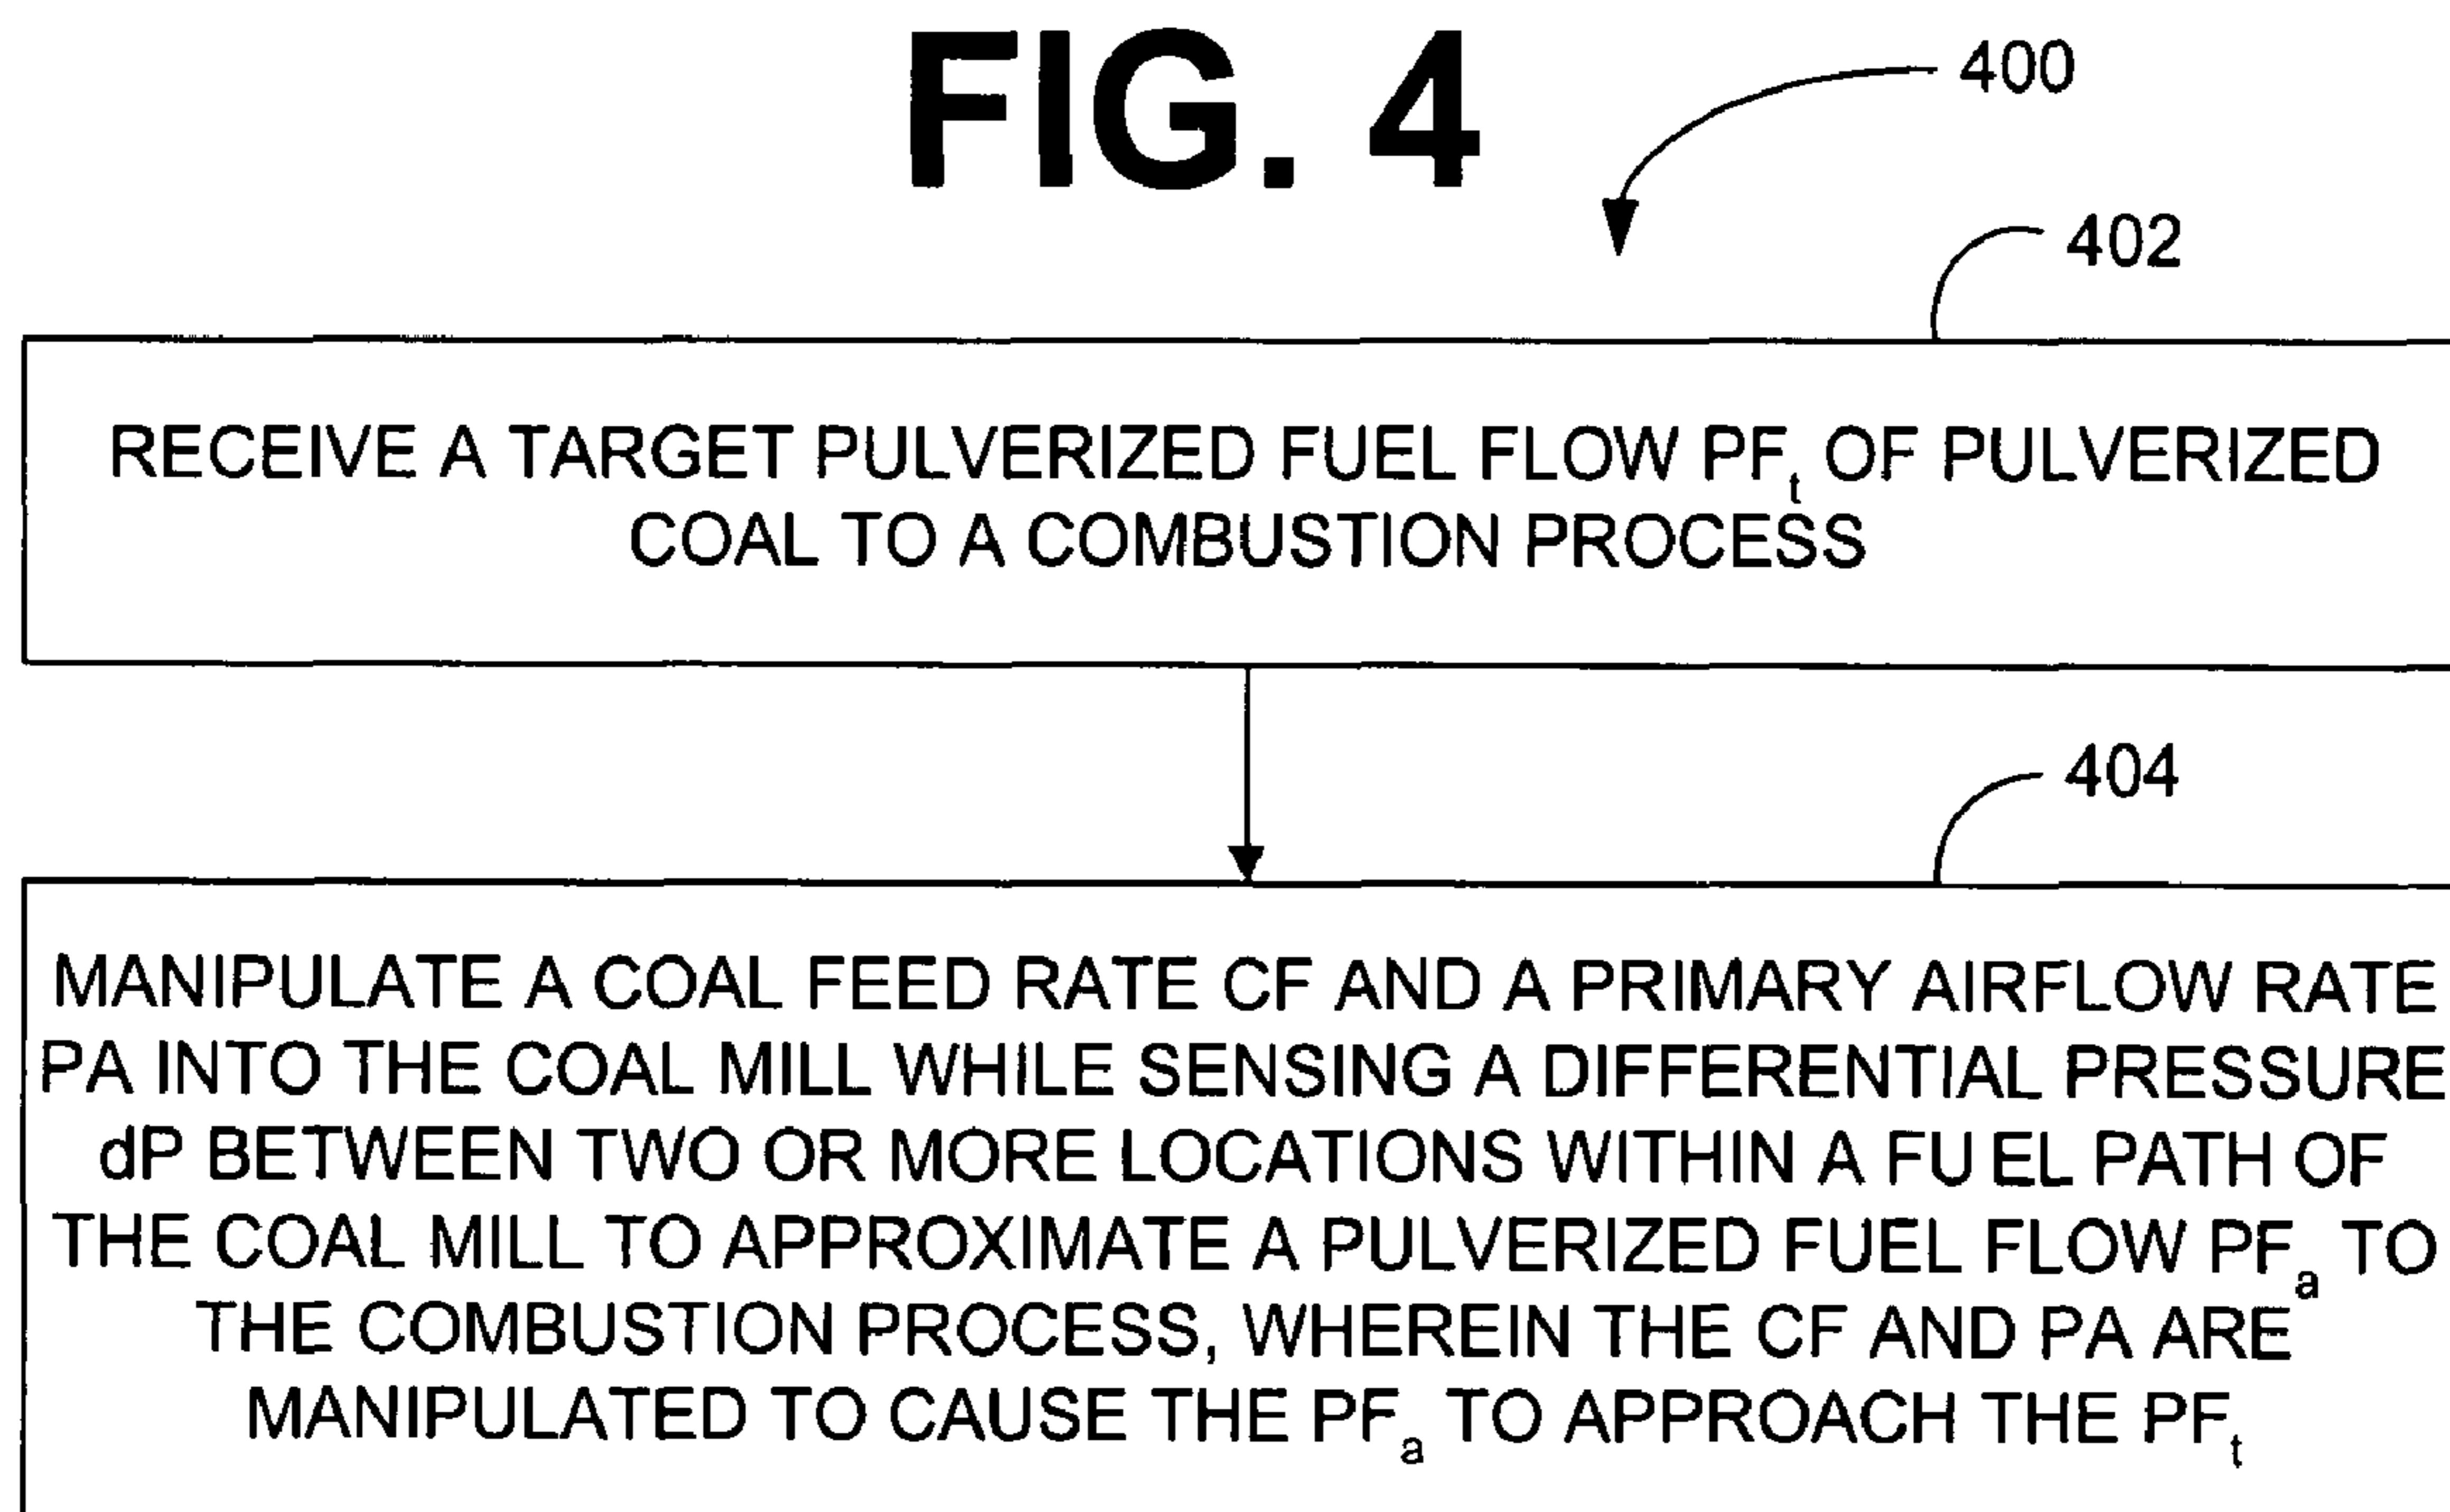 FIG. 4
400
402
RECEIVE A TARGET PULVERIZED FUEL FLOW PFt OF PULVERIZED
COAL TO A COMBUSTION PROCESS
404
MANIPULATE A COAL FEED RATE CF AND A PRIMARY AIRFLOW RATE
PA INTO THE COAL MILL WHILE SENSING A DIFFERENTIAL PRESSURE
dP BETWEEN TWO OR MORE LOCATIONS WITHIN A FUEL PATH OF
THE COAL MILL TO APPROXIMATE A PULVERIZED FUEL FLOW PFa TO
THE COMBUSTION PROCESS, WHEREIN THE CF AND PA ARE
MANIPULATED TO CAUSE THE PFa TO APPROACH THE PFt